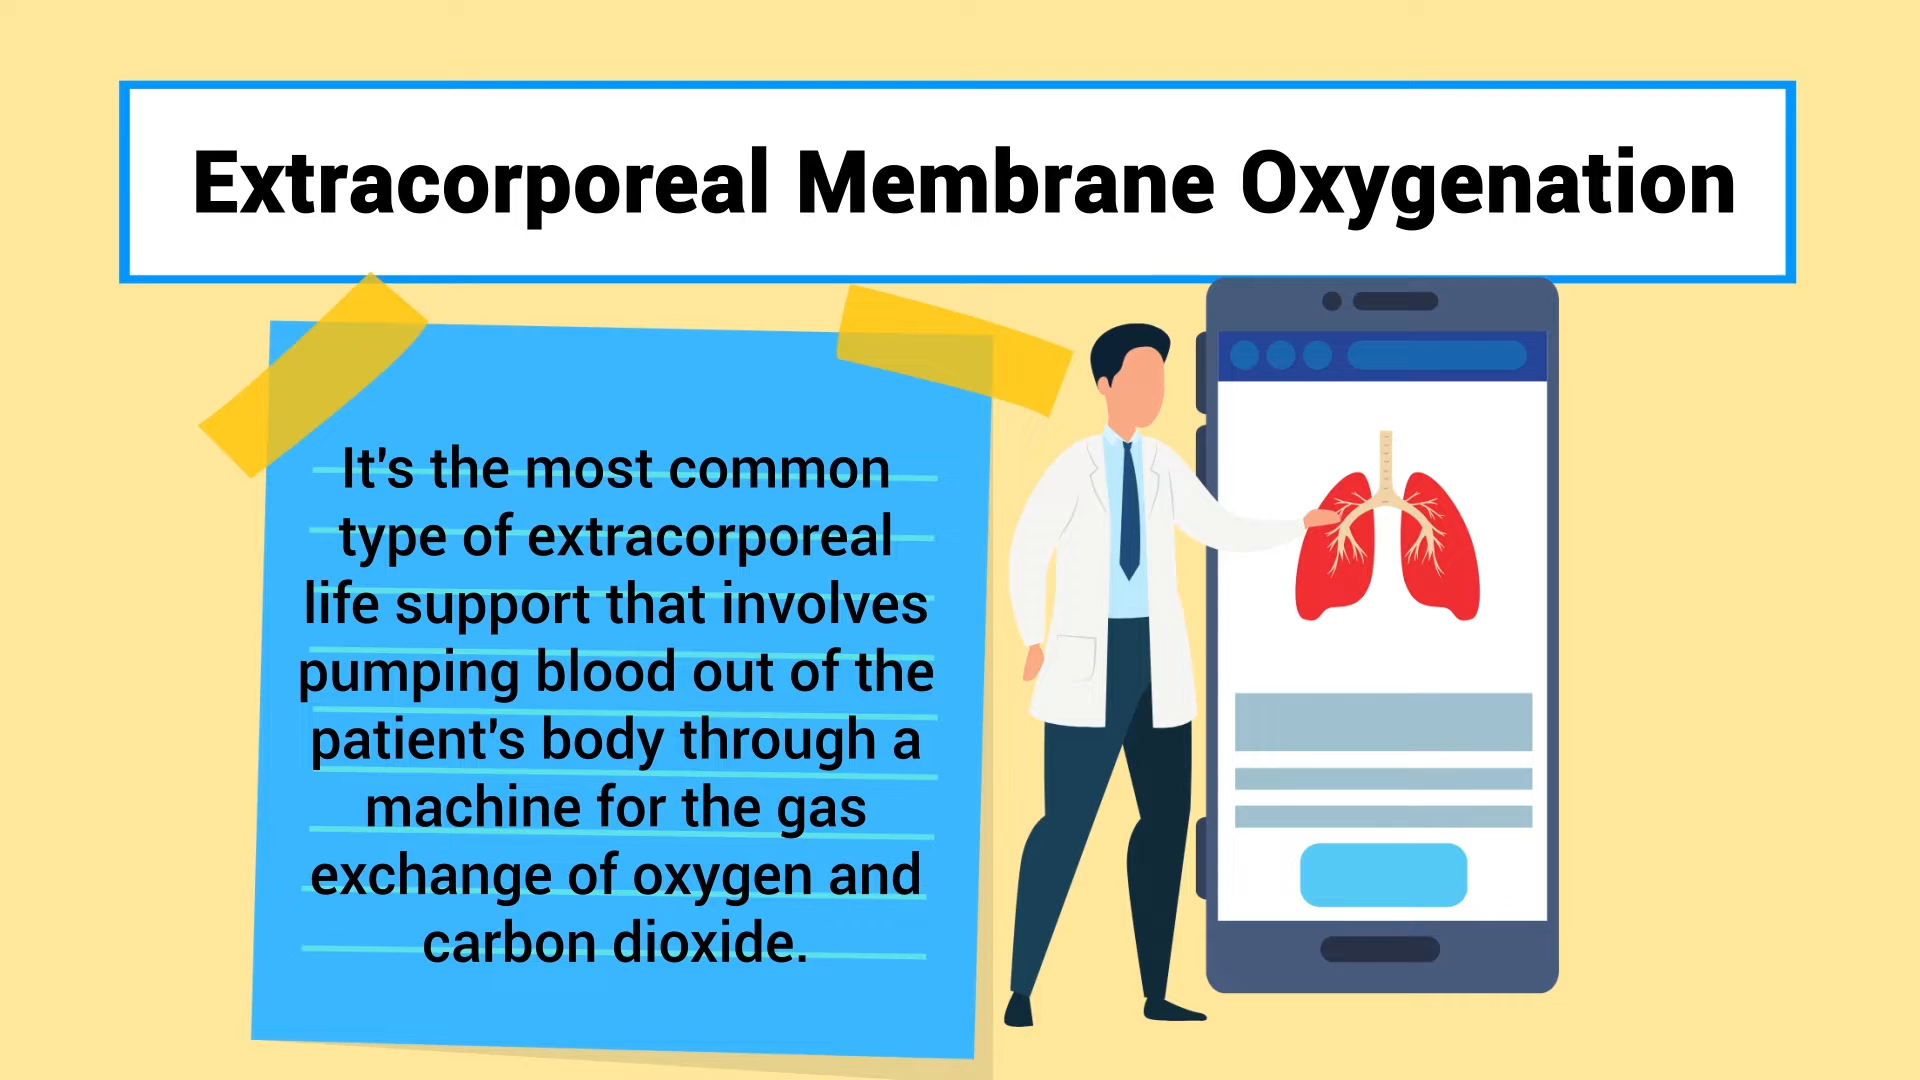 Extracorporeal Membrane Oxygenation
It's the most common
type of extracorporeal
life support that involves
pumping blood out of the
patient's body through a
machine for the gas
exchange of oxygen and
carbon dioxide.